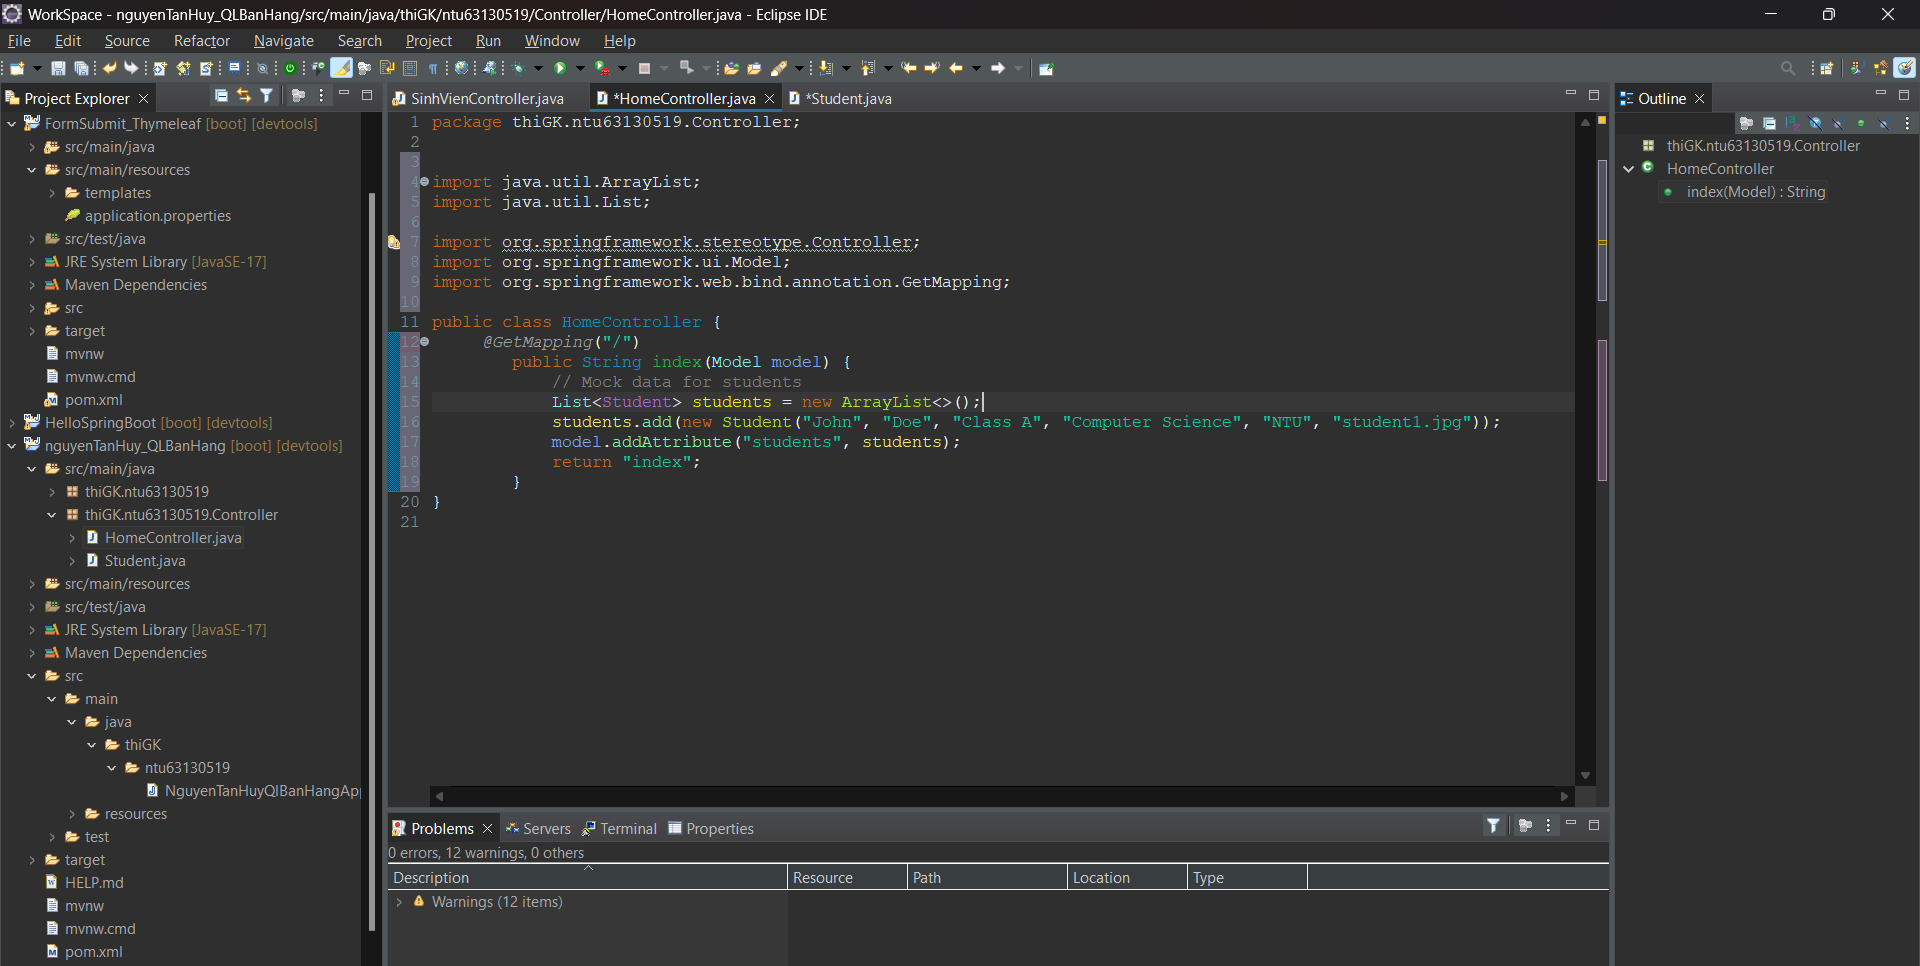 WorkSpace - nguyenTanHuy_QLBanHang/src/main/java/thiGK/ntu63130519/Controller/HomeController.java - Eclipse IDE
File Edit Source Refactor Navigate Search Project Run Window Help
Project Explorer
FormSubmit_Thymeleaf [boot] [devtools]
src/main/java
src/main/resources
templates
application.properties
src/test/java
JRE System Library [JavaSE-17]
Maven Dependencies
src
target
mvnw
mvnw.cmd
pom.xml
HelloSpringBoot [boot] [devtools]
nguyenTanHuy_QLBanHang [boot] [devtools]
src/main/java
thiGK.ntu63130519
thiGK.ntu63130519.Controller
HomeController.java
Student.java
src/main/resources
src/test/java
JRE System Library [JavaSE-17]
Maven Dependencies
src
main
java
thiGK
ntu63130519
NguyenTanHuyQlBanHangAp
resources
test
target
HELP.md
mvnw
mvnw.cmd
pom.xml
SinhVienController.java *HomeController.java *Student.java
1 package thiGK.ntu63130519.Controller;
2
3
4 import java.util.ArrayList;
5 import java.util.List;
6
7 import org.springframework.stereotype.Controller;
8 import org.springframework.ui.Model;
9 import org.springframework.web.bind.annotation.GetMapping;
10
11 public class HomeController {
12 @GetMapping("/")
13 public String index(Model model) {
14 // Mock data for students
15 List<Student> students = new ArrayList<>();
16 students.add(new Student("John", "Doe", "Class A", "Computer Science", "NTU", "student1.jpg"));
17 model.addAttribute("students", students);
18 return "index";
19 }
20 }
21
Problems Servers Terminal Properties
0 errors, 12 warnings, 0 others
Description Resource Path Location Type
Warnings (12 items)
Outline
thiGK.ntu63130519.Controller
HomeController
index(Model) : String